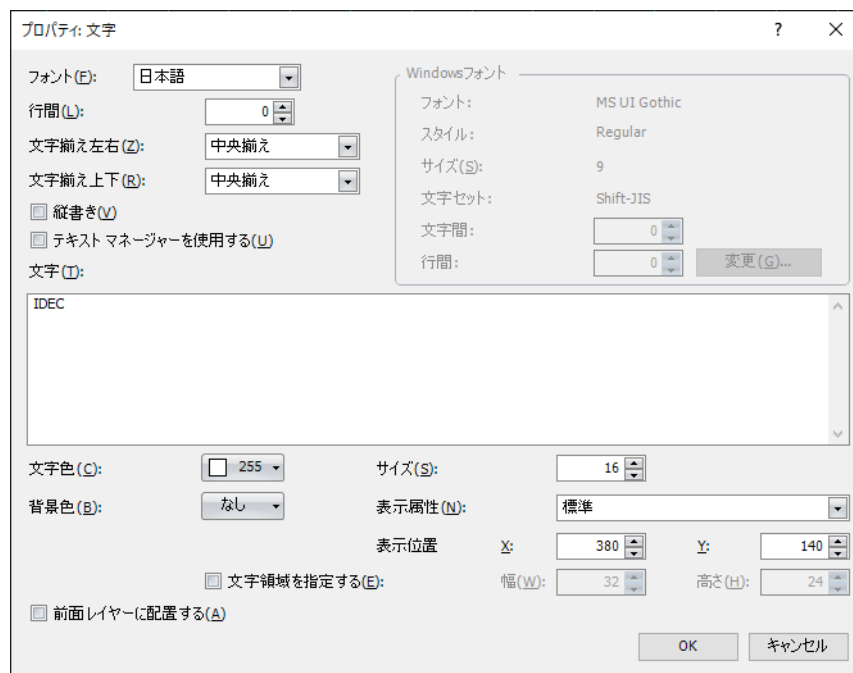 プロパティ: 文字 ?
フォント(F): 日本語
行間(L): 0
文字揃え左右(Z): 中央揃え
文字揃え上下(R): 中央揃え
縦書き(V)
テキスト マネージャーを使用する(U)
文字(T):
Windowsフォント
フォント: MS UI Gothic
スタイル: Regular
サイズ(S): 9
文字セット: Shift-JIS
文字間: 0
行間: 0 変更(G)...
IDEC
文字色(C): 255 サイズ(S): 16
背景色(B): なし 表示属性(N): 標準
表示位置 X: 380 Y: 140
文字領域を指定する(E): 幅(W): 32 高さ(H): 24
前面レイヤーに配置する(A)
OK キャンセル